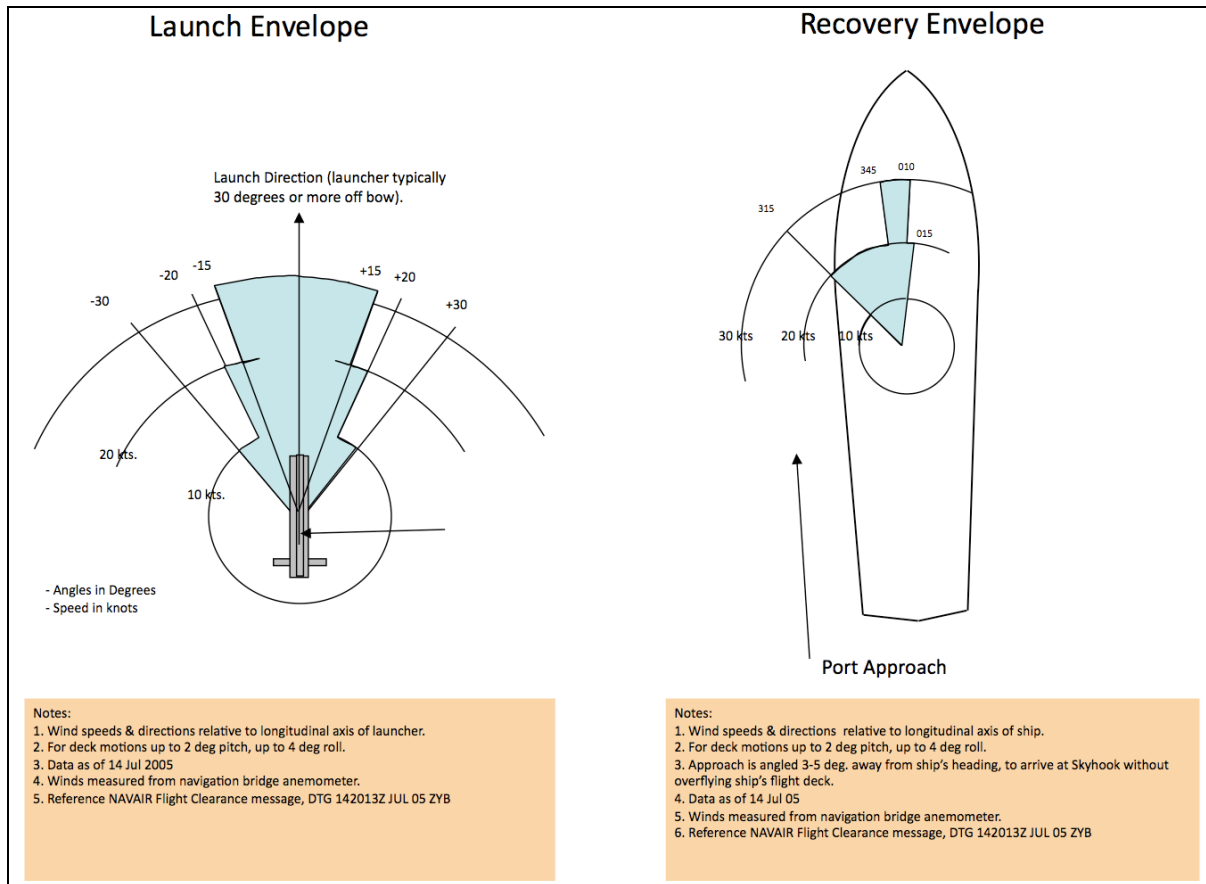 Launch Envelope
Launch Direction (launcher typically
30 degrees or more off bow).
-30
-20
-15
+15
+20
+30
20 kts.
10 kts.
- Angles in Degrees
- Speed in knots
Notes:
1. Wind speeds & directions relative to longitudinal axis of launcher.
2. For deck motions up to 2 deg pitch, up to 4 deg roll.
3. Data as of 14 Jul 2005
4. Winds measured from navigation bridge anemometer.
5. Reference NAVAIR Flight Clearance message, DTG 142013Z JUL 05 ZYB
Recovery Envelope
345
010
315
015
30 kts
20 kts
10 kts
Port Approach
Notes:
1. Wind speeds & directions relative to longitudinal axis of ship.
2. For deck motions up to 2 deg pitch, up to 4 deg roll.
3. Approach is angled 3-5 deg. away from ship's heading, to arrive at Skyhook without
overflying ship's flight deck.
4. Data as of 14 Jul 05
5. Winds measured from navigation bridge anemometer.
6. Reference NAVAIR Flight Clearance message, DTG 142013Z JUL 05 ZYB